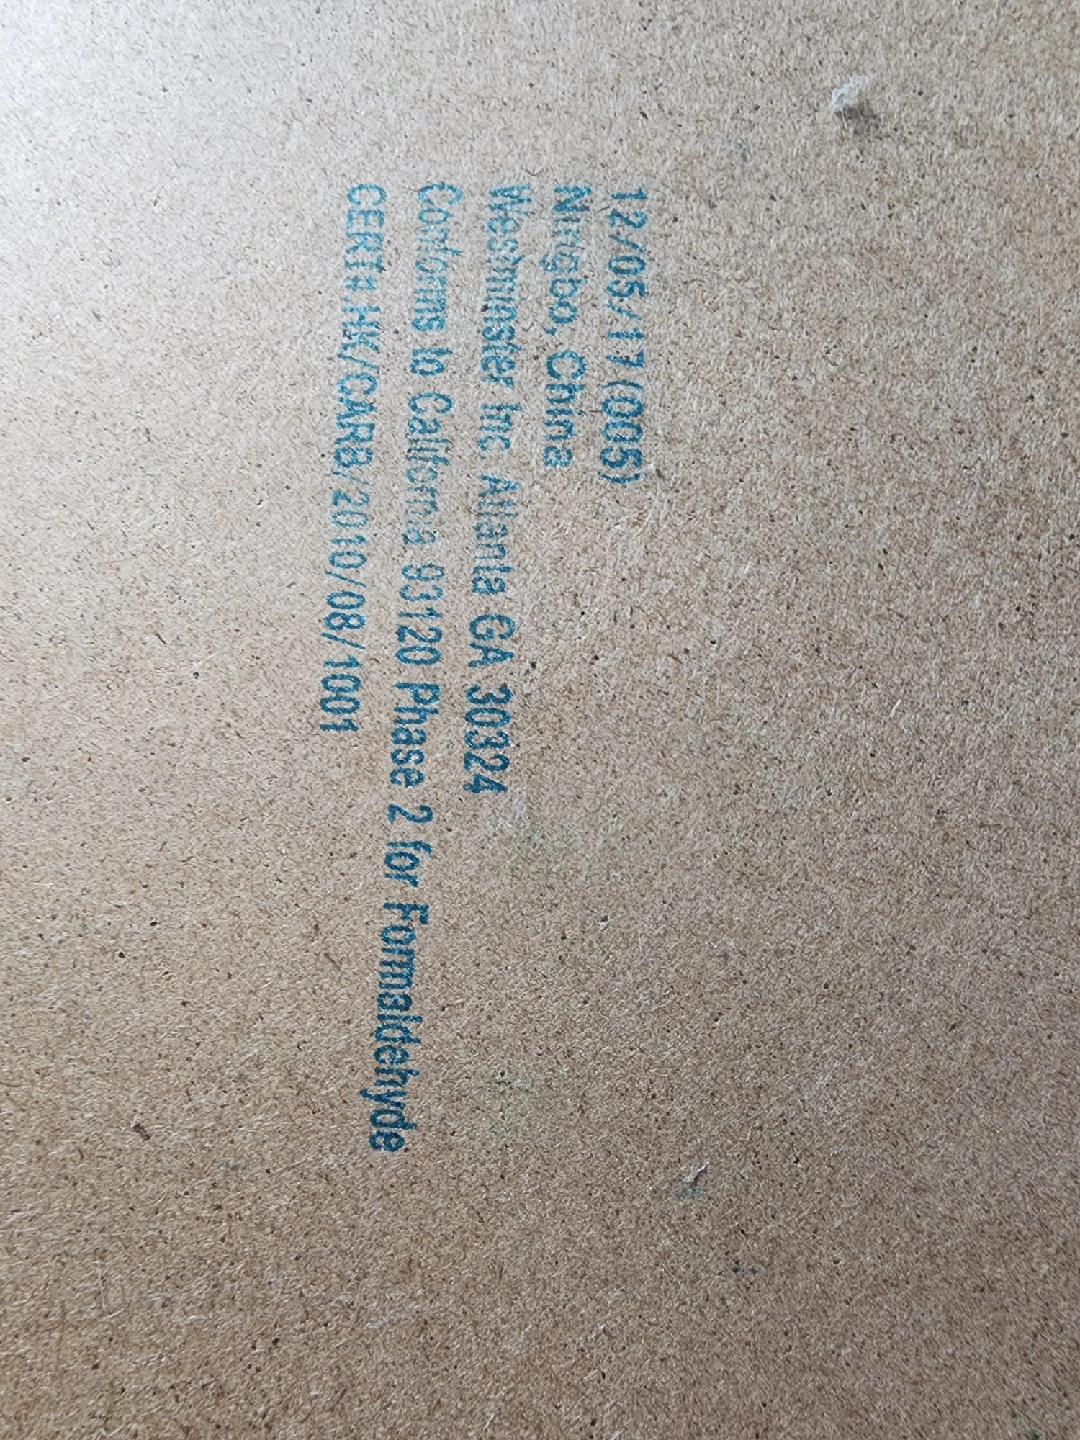 12/05/17(005)
Ningbo, China
Westminster Inc. Atlanta GA 30324
Conforms to California 93120 Phase 2 for Formaldehyde
CERT# HK/CARB/2010/08/1001